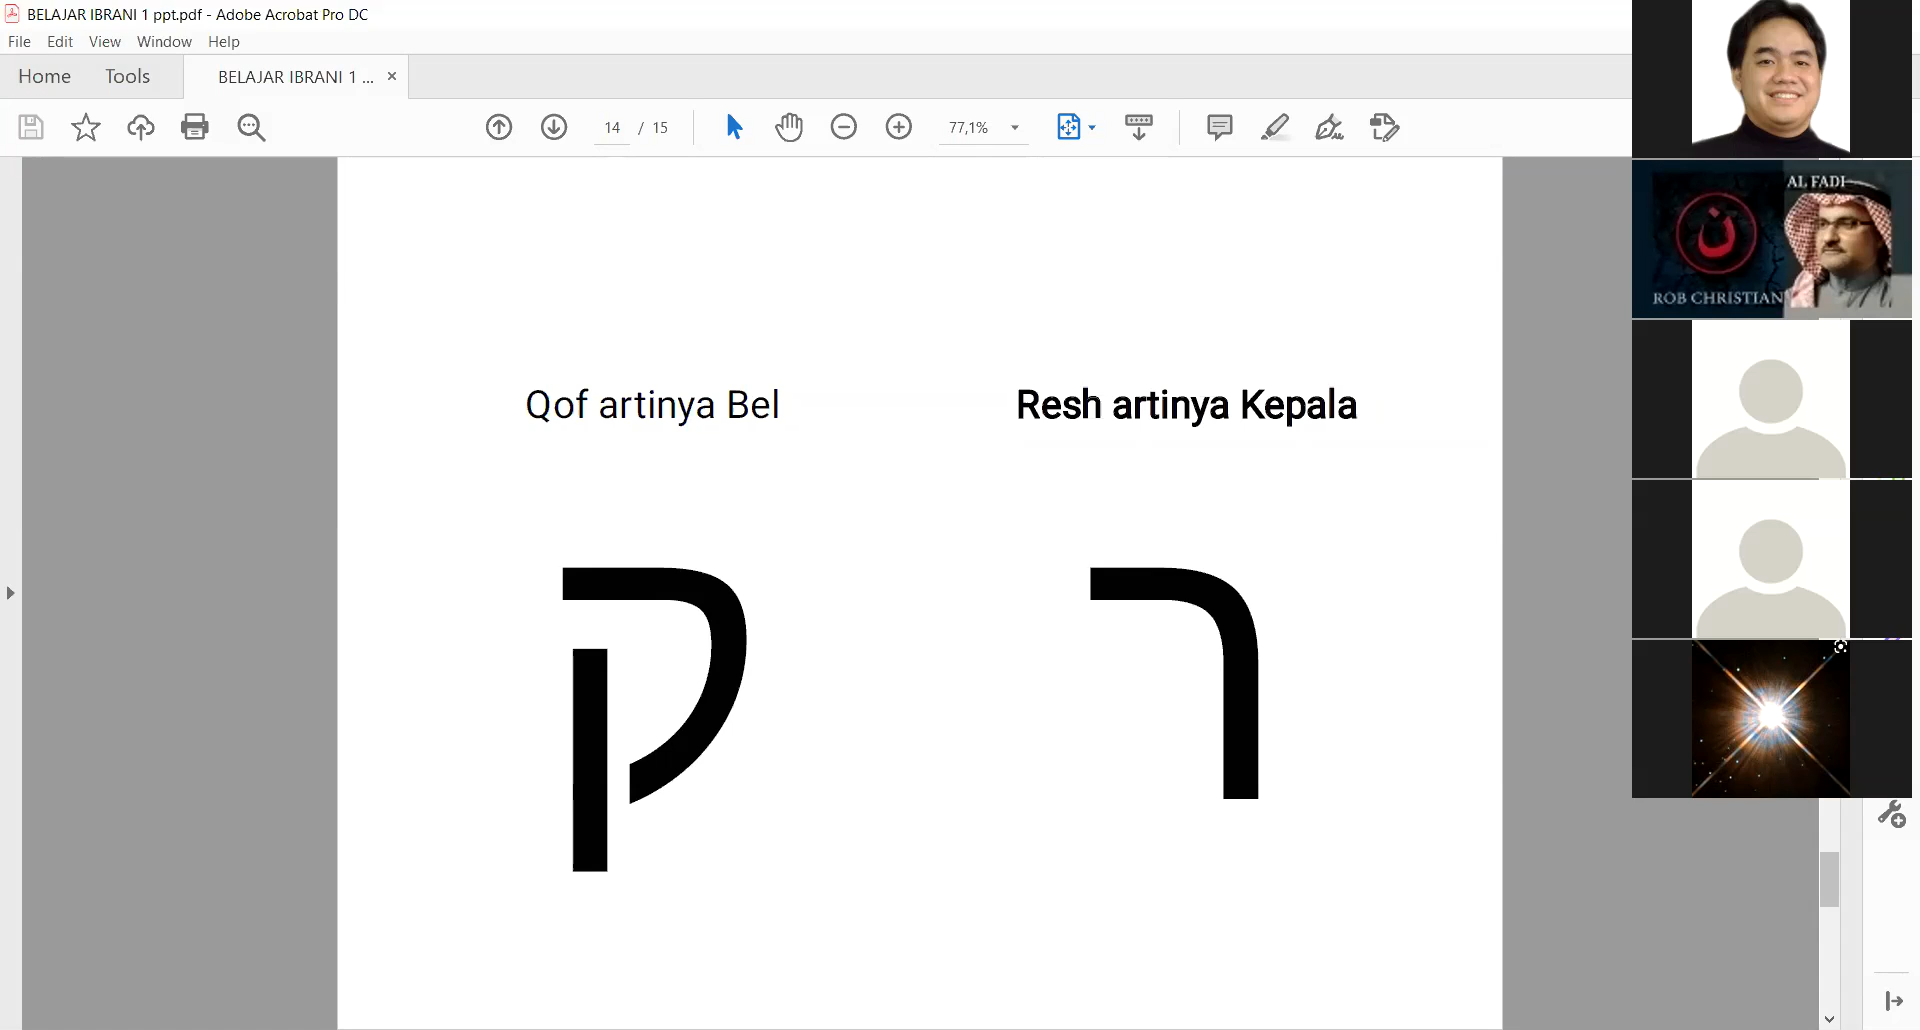 BELAJAR IBRANI 1 ppt.pdf - Adobe Acrobat Pro DC
File Edit View Window Help
Home Tools BELAJAR IBRANI 1 ... ×
14 / 15 77,1%
Qof artinya Bel
Resh artinya Kepala
ק
ר
AL FADI
ن
ROB CHRISTIAN